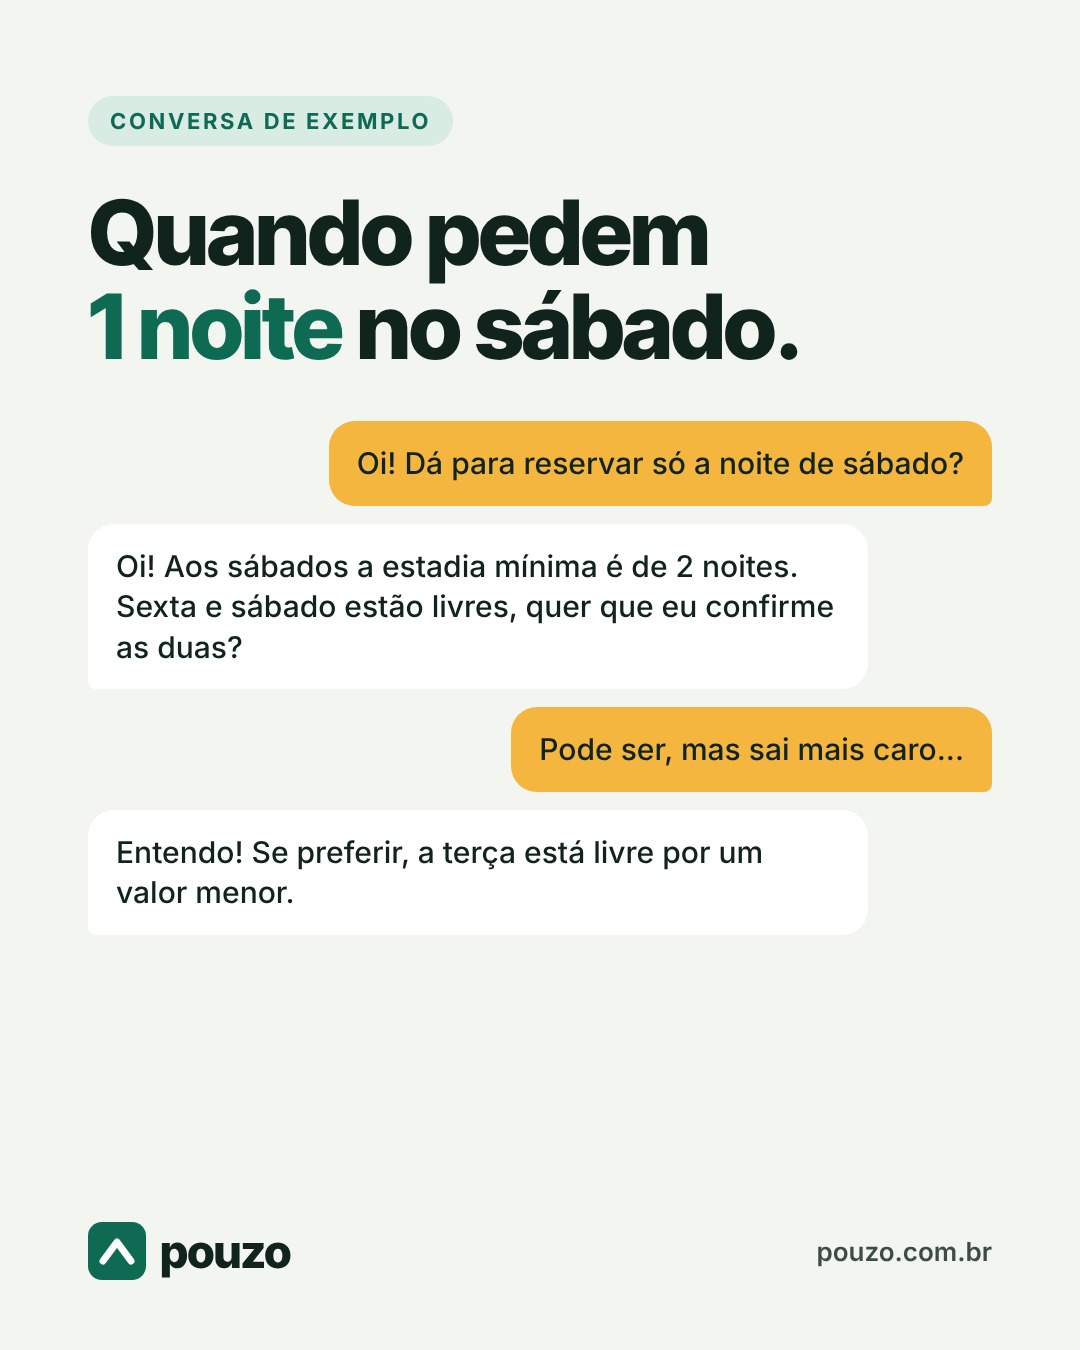 CONVERSA DE EXEMPLO
Quando pedem
1 noite no sábado.
Oi! Dá para reservar só a noite de sábado?
Oi! Aos sábados a estadia mínima é de 2 noites.
Sexta e sábado estão livres, quer que eu confirme
as duas?
Pode ser, mas sai mais caro...
Entendo! Se preferir, a terça está livre por um
valor menor.
pouzo
pouzo.com.br